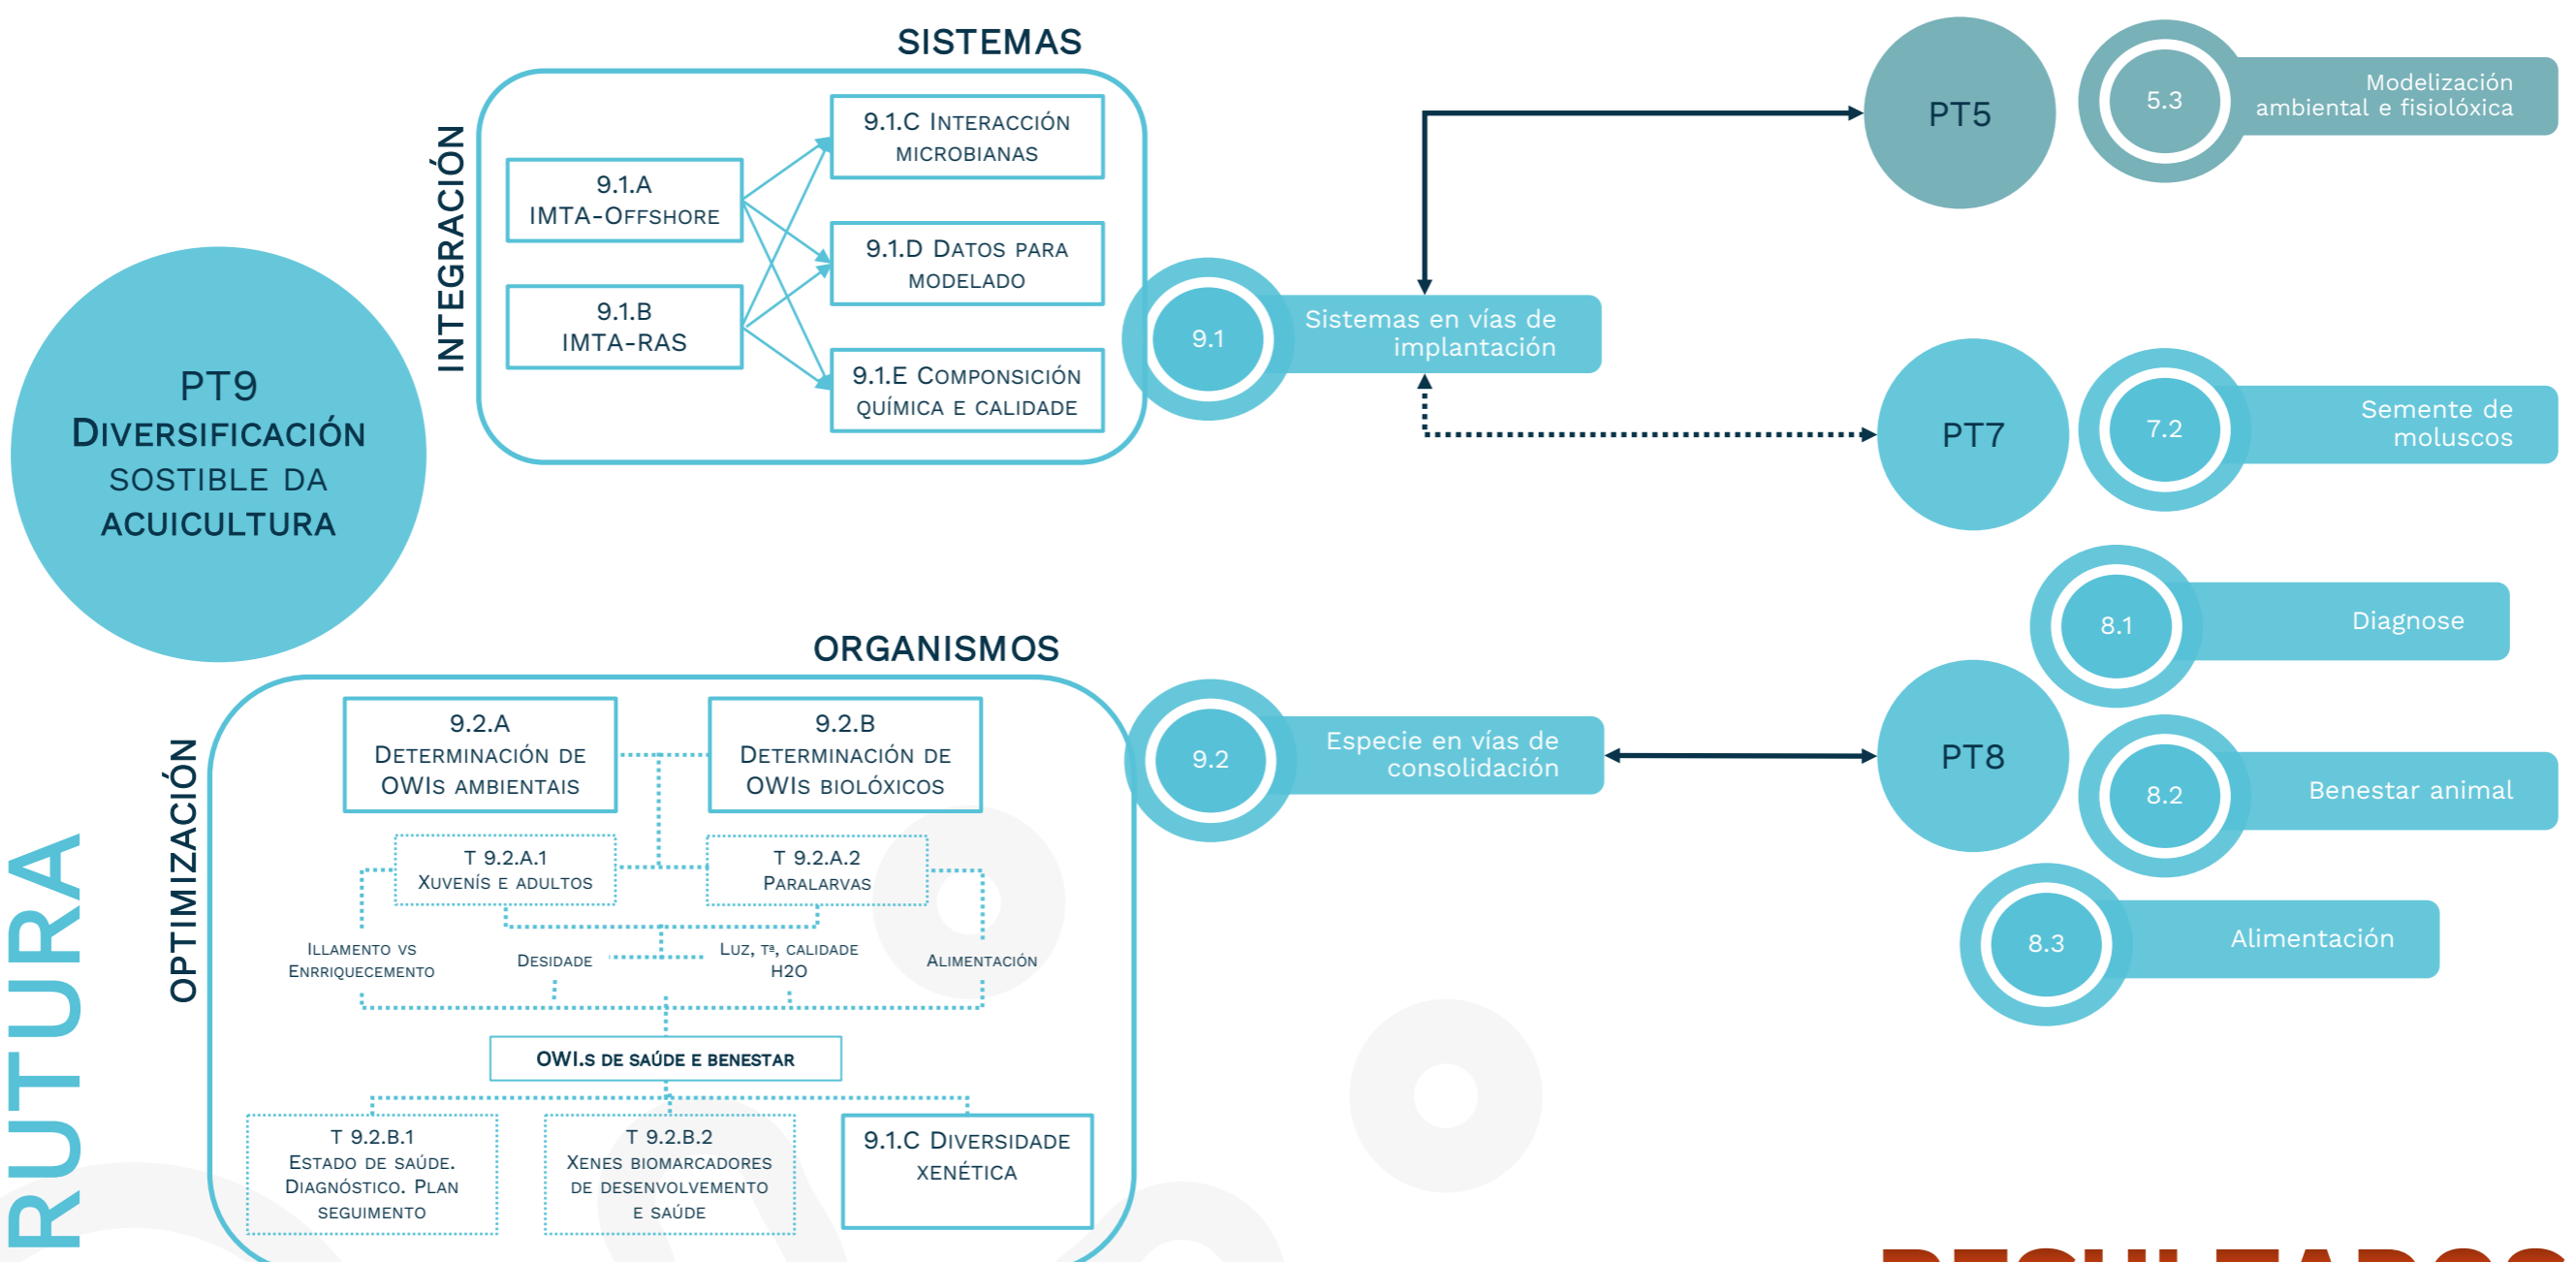 SISTEMAS
INTEGRACIÓN
9.1.A
IMTA-Offshore
9.1.B
IMTA-RAS
9.1.C Interacción
microbianas
9.1.D Datos para
modelado
9.1.E Componsición
química e calidade
9.1
Sistemas en vías de
implantación
PT5
5.3
Modelización
ambiental e fisiolóxica
PT7
7.2
Semente de
moluscos
PT9
Diversificación
sostible da
acuicultura
ORGANISMOS
OPTIMIZACIÓN
9.2.A
Determinación de
OWIs ambientais
9.2.B
Determinación de
OWIs biolóxicos
T 9.2.A.1
Xuvenís e adultos
T 9.2.A.2
Paralarvas
Illamento vs
Enrriquecemento
Desidade
Luz, tª, calidade
H2O
Alimentación
OWI.s de saúde e benestar
T 9.2.B.1
Estado de saúde.
Diagnóstico. Plan
seguimento
T 9.2.B.2
Xenes biomarcadores
de desenvolvemento
e saúde
9.1.C Diversidade
xenética
9.2
Especie en vías de
consolidación
PT8
8.1
Diagnose
8.2
Benestar animal
8.3
Alimentación
RUTURA